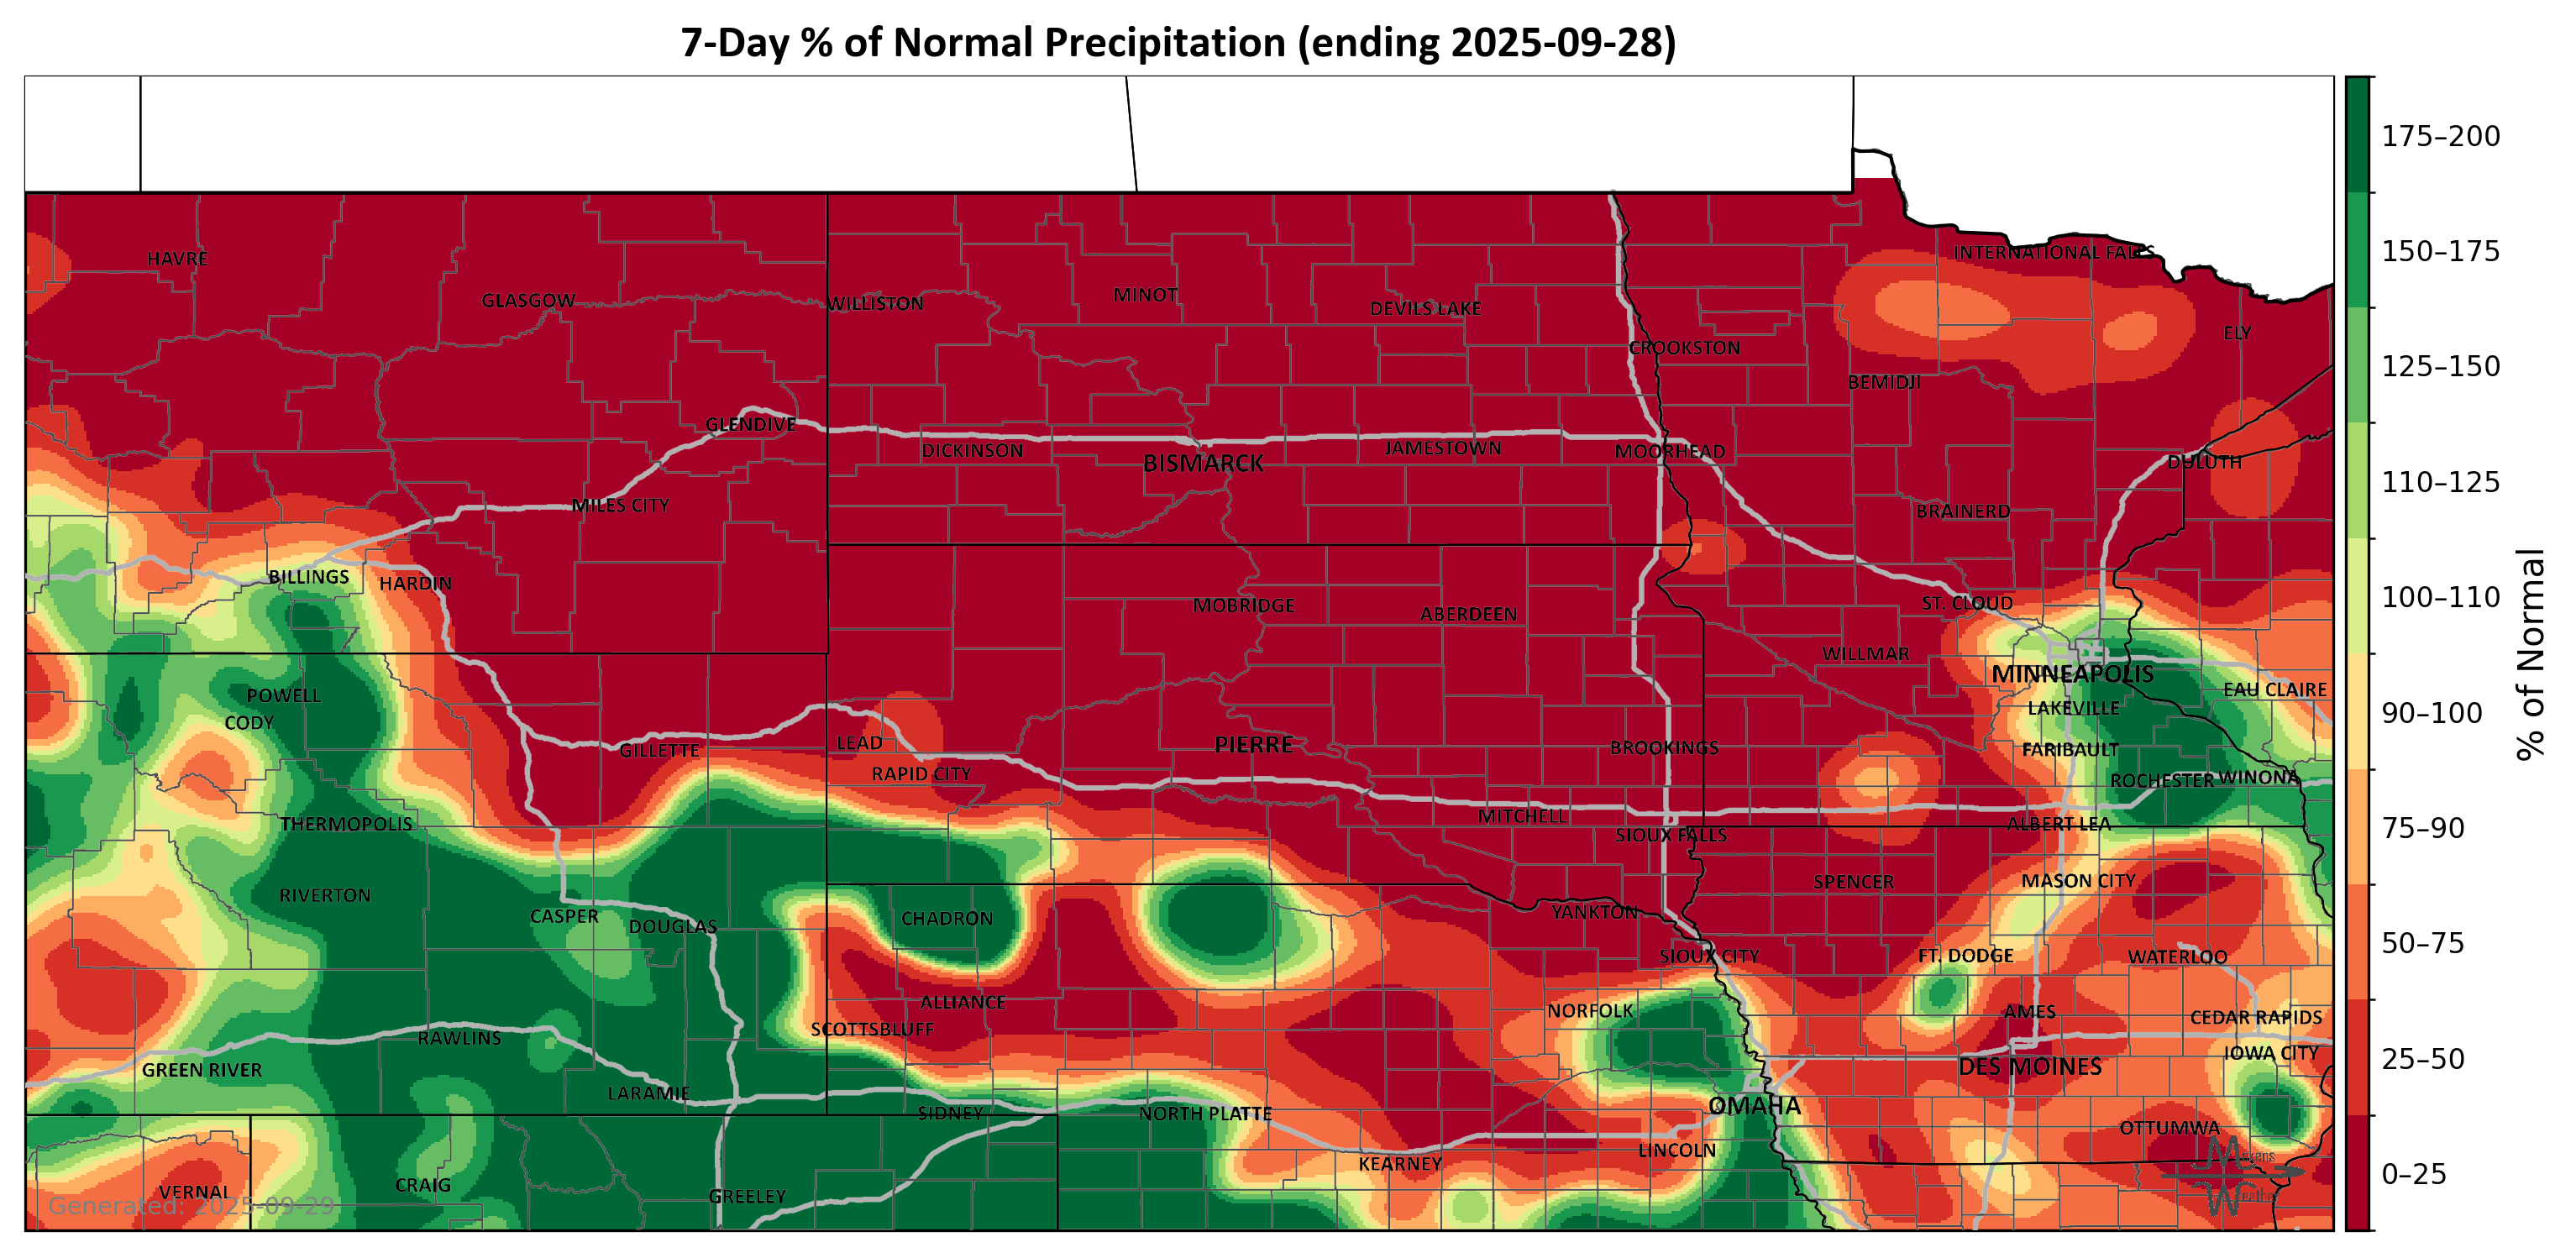 7-Day % of Normal Precipitation (ending 2025-09-28)
175–200
150–175
125–150
110–125
100–110
90–100
75–90
50–75
25–50
0–25
% of Normal
HAVRE
INTERNATIONAL FALLS
GLASGOW
WILLISTON
MINOT
DEVILS LAKE
ELY
CROOKSTON
BEMIDJI
GLENDIVE
DICKINSON
BISMARCK
JAMESTOWN
MOORHEAD
DULUTH
MILES CITY
BRAINERD
BILLINGS
HARDIN
MOBRIDGE
ABERDEEN
ST. CLOUD
WILLMAR
MINNEAPOLIS
POWELL
EAU CLAIRE
CODY
LAKEVILLE
GILLETTE
LEAD
PIERRE
BROOKINGS
FARIBAULT
RAPID CITY
ROCHESTER
WINONA
THERMOPOLIS
MITCHELL
SIOUX FALLS
ALBERT LEA
RIVERTON
SPENCER
MASON CITY
CASPER
DOUGLAS
CHADRON
YANKTON
SIOUX CITY
FT. DODGE
WATERLOO
ALLIANCE
NORFOLK
AMES
CEDAR RAPIDS
SCOTTSBLUFF
RAWLINS
GREEN RIVER
DES MOINES
IOWA CITY
LARAMIE
SIDNEY
NORTH PLATTE
OMAHA
OTTUMWA
LINCOLN
KEARNEY
VERNAL
CRAIG
GREELEY
Generated: 2025-09-29
Makens
Weather